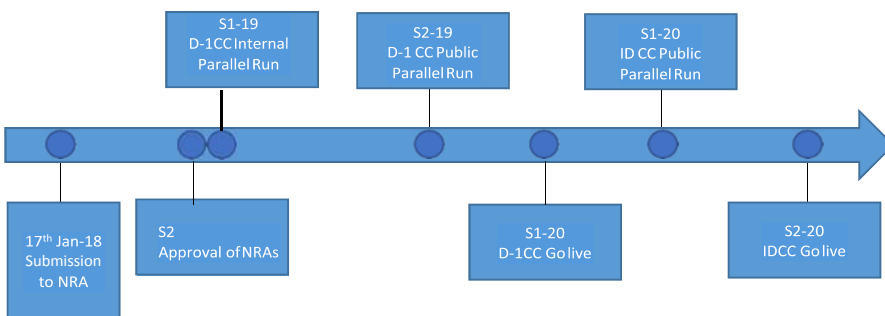 S1-19
D-1CC Internal
Parallel Run
S2-19
D-1 CC Public
Parallel Run
S1-20
ID CC Public
Parallel Run
17th Jan-18
Submission
to NRA
S2
Approval of NRAs
S1-20
D-1CC Go live
S2-20
IDCC Go live